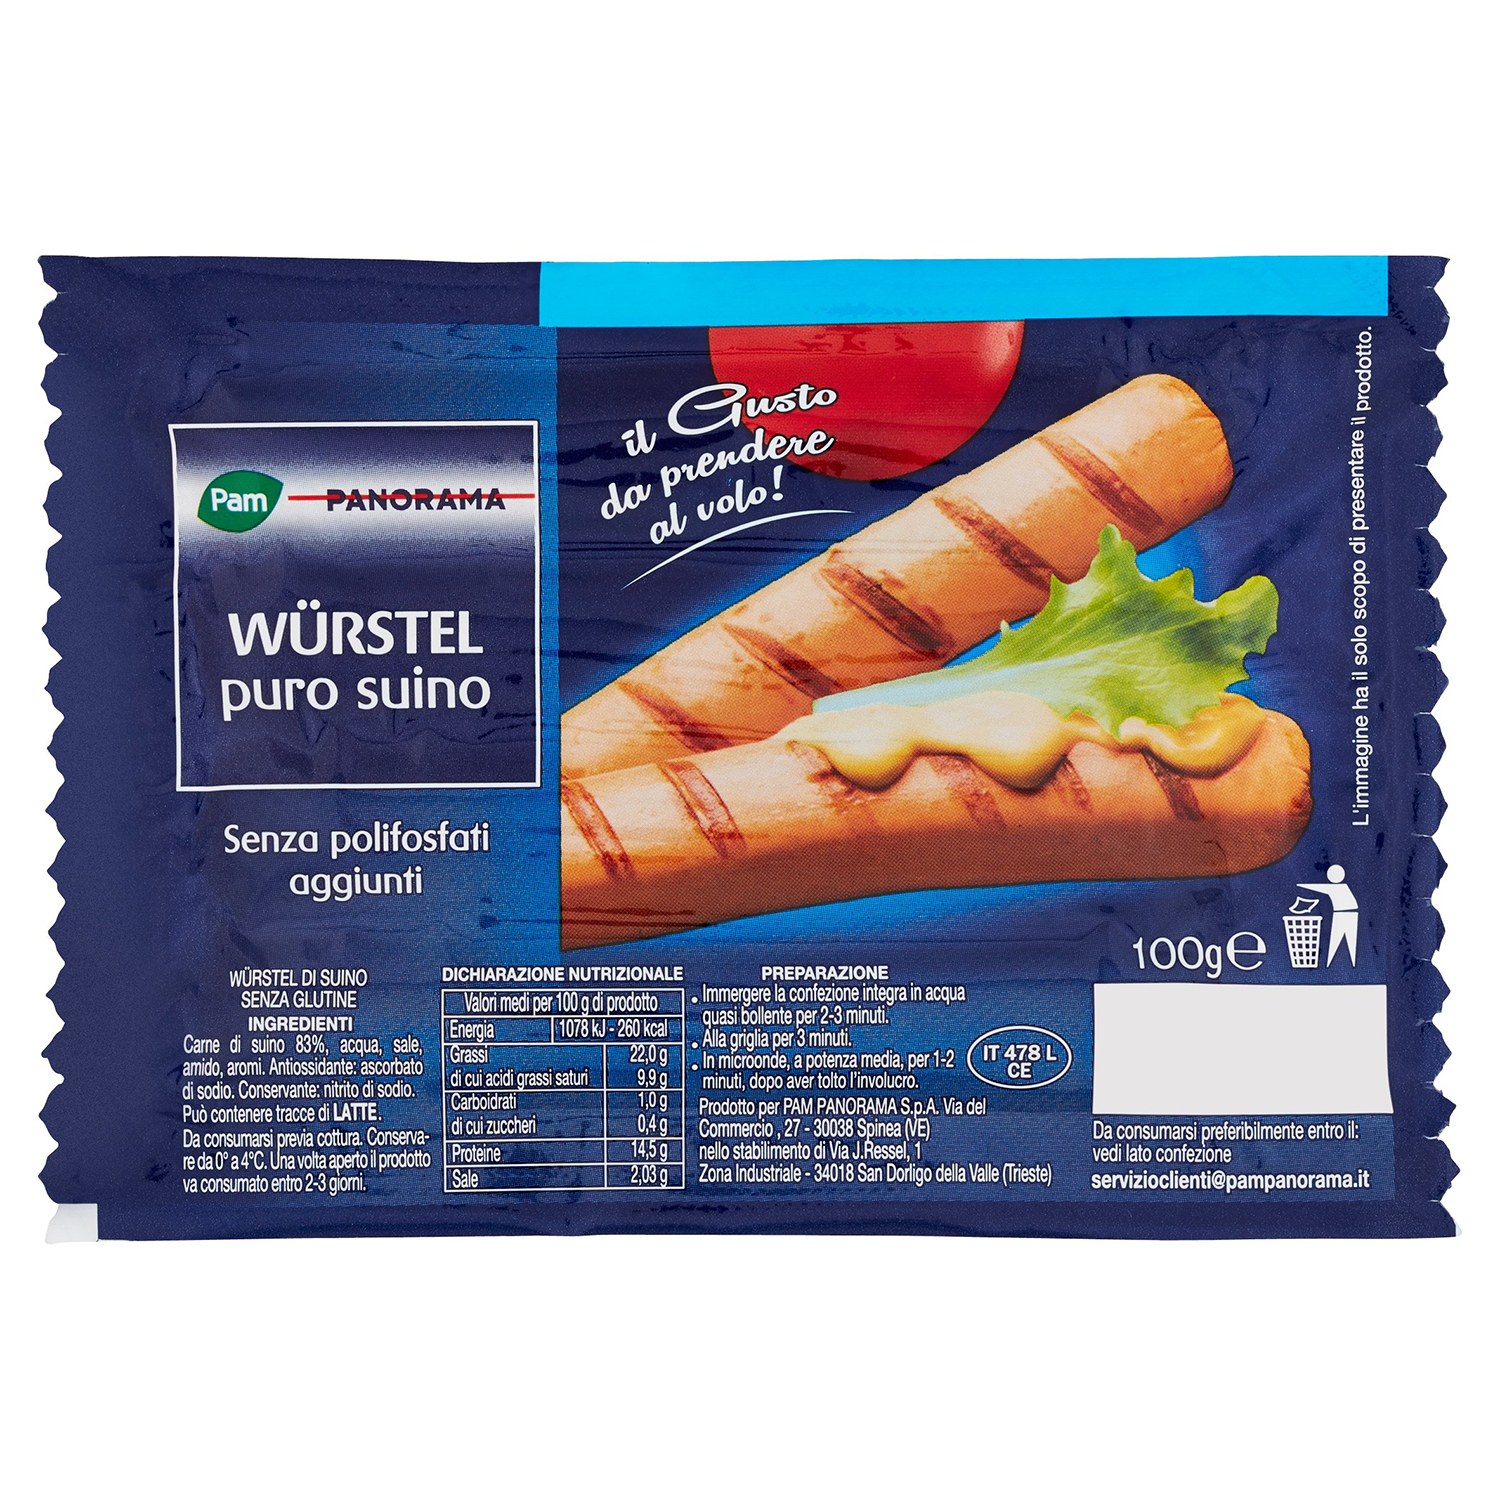 Pam PANORAMA
WÜRSTEL
puro suino
Senza polifosfati
aggiunti
il Gusto
da prendere
al volo!
L'immagine ha il solo scopo di presentare il prodotto.
100g℮
WÜRSTEL DI SUINO
SENZA GLUTINE
INGREDIENTI
Carne di suino 83%, acqua, sale,
amido, aromi. Antiossidante: ascorbato
di sodio. Conservante: nitrito di sodio.
Può contenere tracce di LATTE.
Da consumarsi previa cottura. Conserva-
re da 0° a 4°C. Una volta aperto il prodotto
va consumato entro 2-3 giorni.
DICHIARAZIONE NUTRIZIONALE
Valori medi per 100 g di prodotto
Energia 1078 kJ - 260 kcal
Grassi 22,0 g
di cui acidi grassi saturi 9,9 g
Carboidrati 1,0 g
di cui zuccheri 0,4 g
Proteine 14,5 g
Sale 2,03 g
PREPARAZIONE
• Immergere la confezione integra in acqua
quasi bollente per 2-3 minuti.
• Alla griglia per 3 minuti.
• In microonde, a potenza media, per 1-2
minuti, dopo aver tolto l'involucro.
IT 478 L
CE
Prodotto per PAM PANORAMA S.p.A. Via del
Commercio , 27 - 30038 Spinea (VE)
nello stabilimento di Via J.Ressel, 1
Zona Industriale - 34018 San Dorligo della Valle (Trieste)
Da consumarsi preferibilmente entro il:
vedi lato confezione
servizioclienti@pampanorama.it